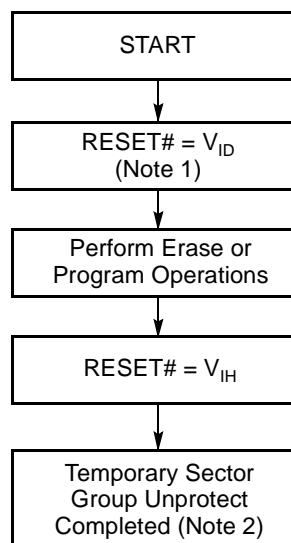 START
RESET# = VID
(Note 1)
Perform Erase or
Program Operations
RESET# = VIH
Temporary Sector
Group Unprotect
Completed (Note 2)